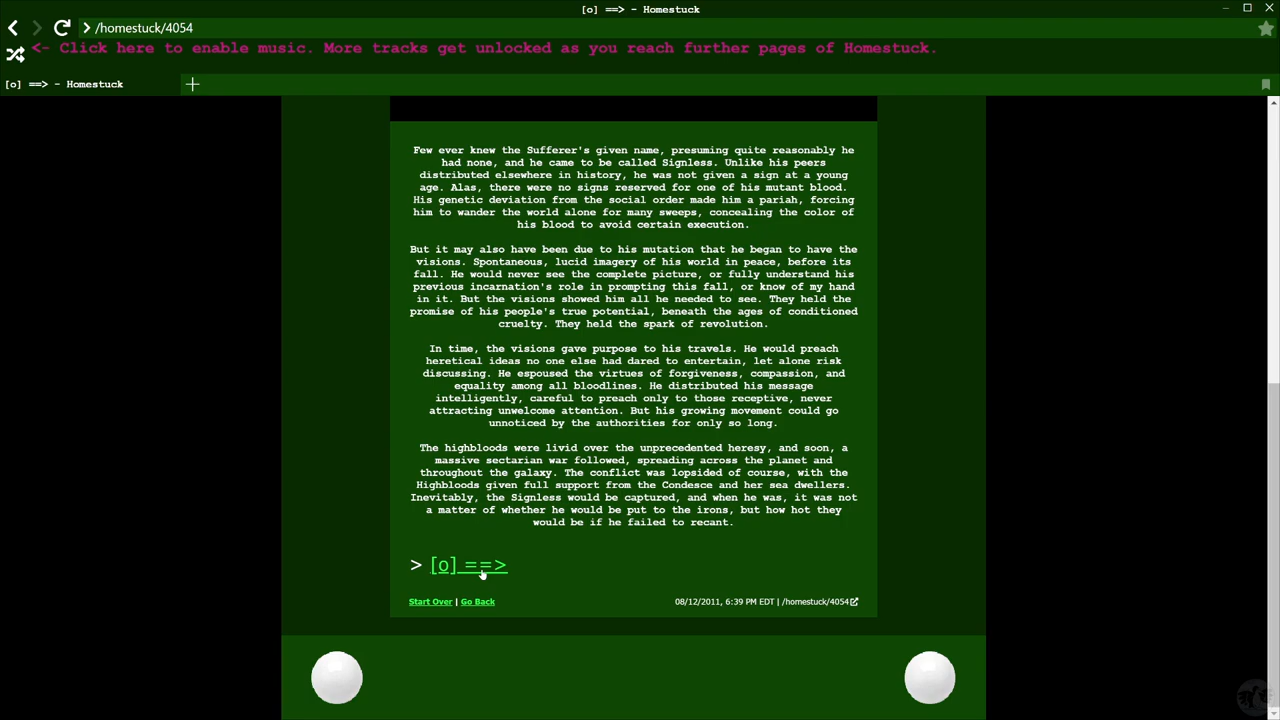 [o] ==> - Homestuck
/homestuck/4054
<- Click here to enable music. More tracks get unlocked as you reach further pages of Homestuck.
[o] ==> - Homestuck
Few ever knew the Sufferer's given name, presuming quite reasonably he
had none, and he came to be called Signless. Unlike his peers
distributed elsewhere in history, he was not given a sign at a young
age. Alas, there were no signs reserved for one of his mutant blood.
His genetic deviation from the social order made him a pariah, forcing
him to wander the world alone for many sweeps, concealing the color of
his blood to avoid certain execution.
But it may also have been due to his mutation that he began to have the
visions. Spontaneous, lucid imagery of his world in peace, before its
fall. He would never see the complete picture, or fully understand his
previous incarnation's role in prompting this fall, or know of my hand
in it. But the visions showed him all he needed to see. They held the
promise of his people's true potential, beneath the ages of conditioned
cruelty. They held the spark of revolution.
In time, the visions gave purpose to his travels. He would preach
heretical ideas no one else had dared to entertain, let alone risk
discussing. He espoused the virtues of forgiveness, compassion, and
equality among all bloodlines. He distributed his message
intelligently, careful to preach only to those receptive, never
attracting unwelcome attention. But his growing movement could go
unnoticed by the authorities for only so long.
The highbloods were livid over the unprecedented heresy, and soon, a
massive sectarian war followed, spreading across the planet and
throughout the galaxy. The conflict was lopsided of course, with the
Highbloods given full support from the Condesce and her sea dwellers.
Inevitably, the Signless would be captured, and when he was, it was not
a matter of whether he would be put to the irons, but how hot they
would be if he failed to recant.
> [o] ==>
Start Over | Go Back
08/12/2011, 6:39 PM EDT | /homestuck/4054